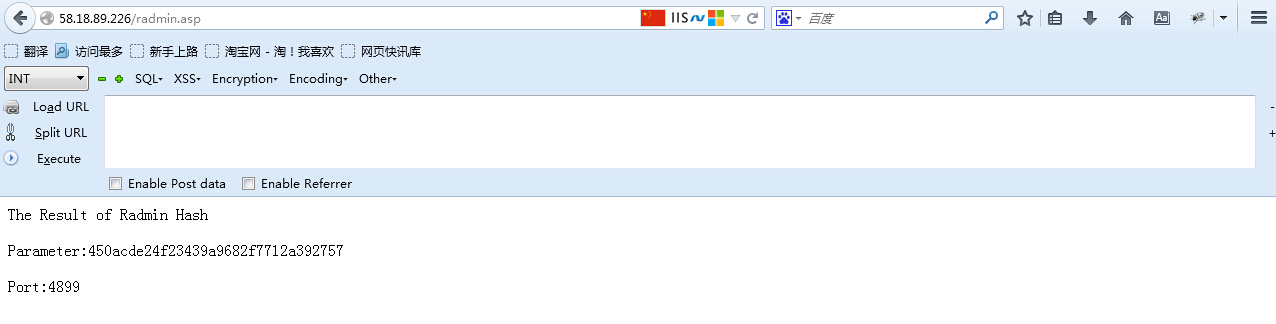 58.18.89.226/radmin.asp IIS 百度
翻译 访问最多 新手上路 淘宝网 - 淘！我喜欢 网页快讯库
INT SQL XSS Encryption Encoding Other
Load URL
Split URL
Execute
Enable Post data Enable Referrer
The Result of Radmin Hash
Parameter:450acde24f23439a9682f7712a392757
Port:4899